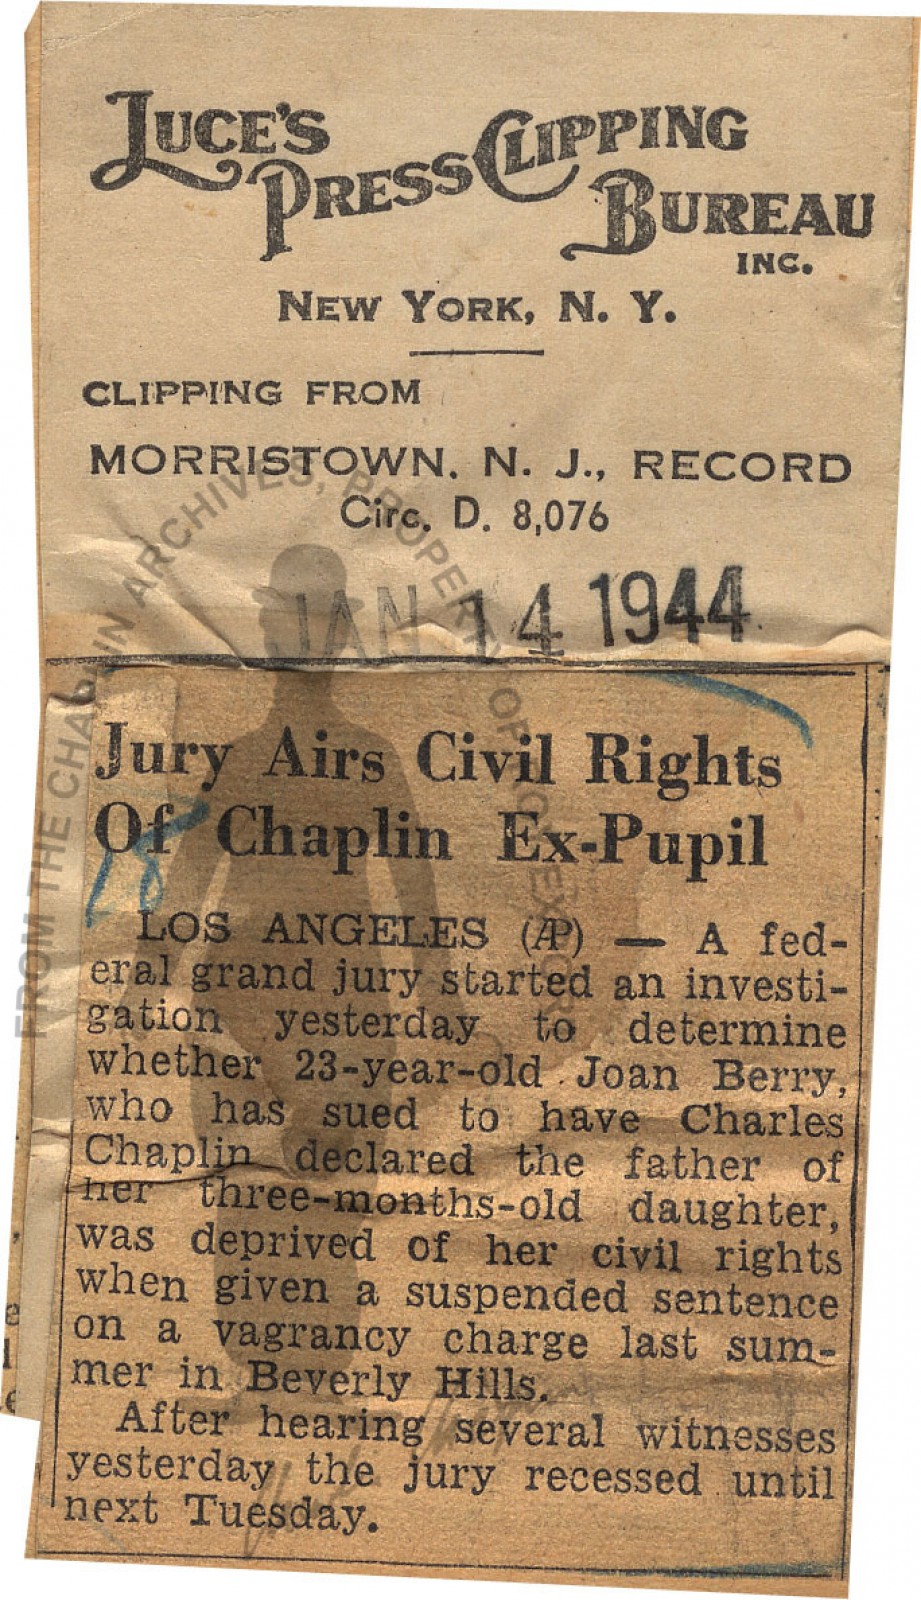 LUCE'S
PRESS CLIPPING
BUREAU
INC.
NEW YORK, N. Y.
CLIPPING FROM
MORRISTOWN, N. J., RECORD
Circ. D. 8,076
JAN 14 1944
FROM THE CHAPLIN ARCHIVES, PROPERTY OF ROY EXPORT
Jury Airs Civil Rights
Of Chaplin Ex-Pupil
LOS ANGELES (AP) — A fed-
eral grand jury started an investi-
gation yesterday to determine
whether 23-year-old Joan Berry,
who has sued to have Charles
Chaplin declared the father of
her three-months-old daughter,
was deprived of her civil rights
when given a suspended sentence
on a vagrancy charge last sum-
mer in Beverly Hills.
After hearing several witnesses
yesterday the jury recessed until
next Tuesday.